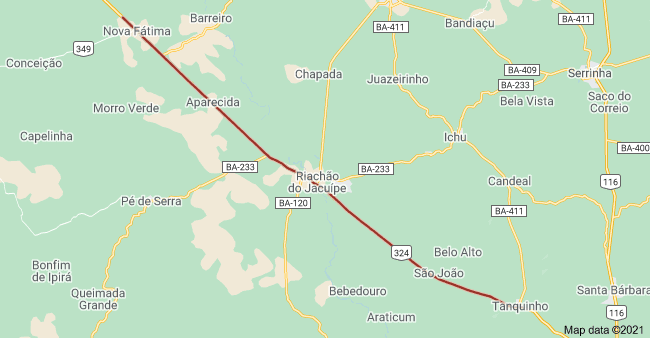 Barreiro
Bandiaçu
BA-411
BA-411
Nova Fátima
349
Conceição
Chapada
Juazeirinho
BA-409
Serrinha
BA-233
Bela Vista
Saco do
Correio
Morro Verde
Aparecida
Capelinha
Ichu
BA-400
BA-233
BA-233
Riachão
do Jacuípe
Candeal
116
Pé de Serra
BA-120
BA-411
324
Belo Alto
São João
Bonfim
de Ipirá
Queimada
Grande
Bebedouro
Santa Bárbara
Tanquinho
116
Araticum
Map data ©2021